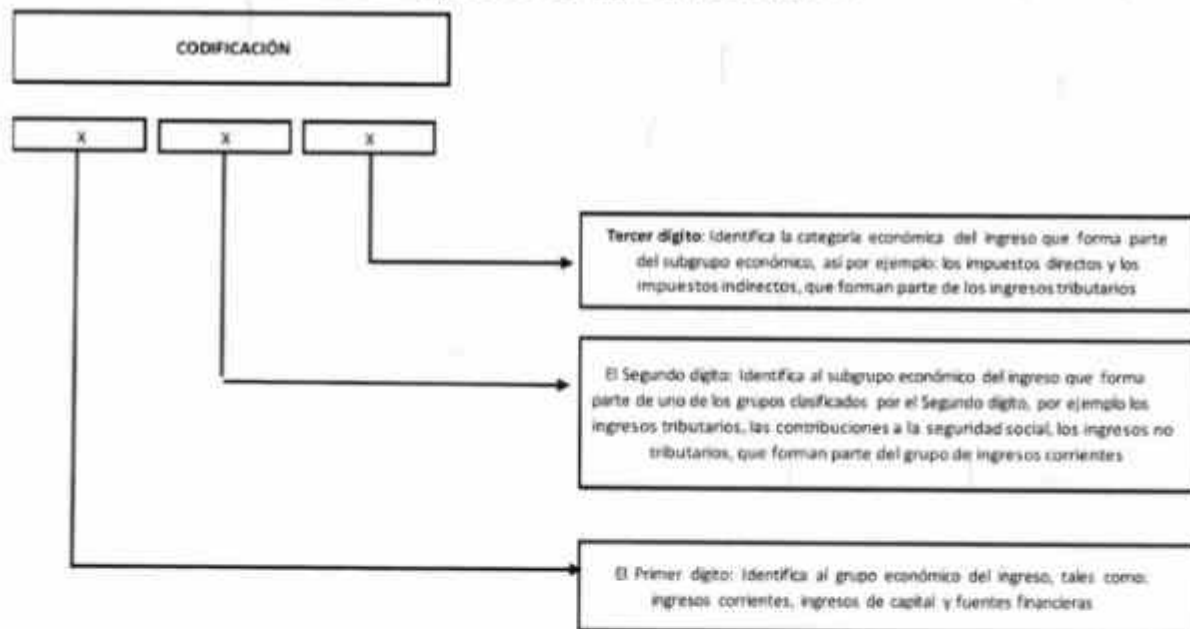 CODIFICACIÓN
X X X
Tercer dígito: Identifica la categoría económica del ingreso que forma parte
del subgrupo económico, así por ejemplo: los impuestos directos y los
impuestos indirectos, que forman parte de los ingresos tributarios
El Segundo dígito: Identifica al subgrupo económico del ingreso que forma
parte de uno de los grupos clasificados por el Segundo dígito, por ejemplo los
ingresos tributarios, las contribuciones a la seguridad social, los ingresos no
tributarios, que forman parte del grupo de ingresos corrientes
El Primer dígito: Identifica al grupo económico del ingreso, tales como:
ingresos corrientes, ingresos de capital y fuentes financieras